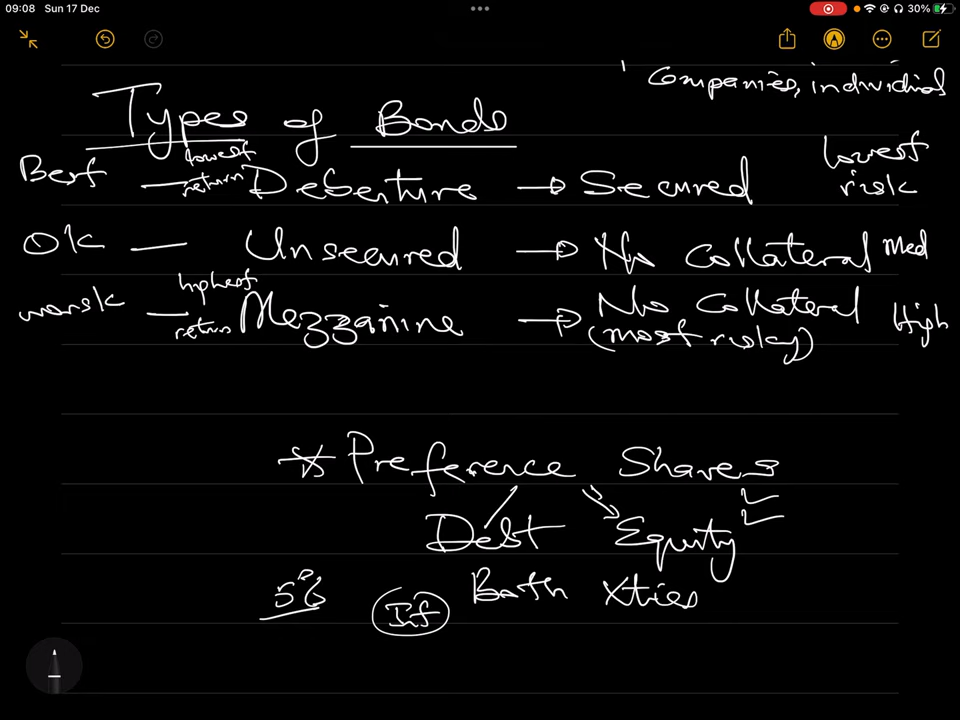 09:08 Sun 17 Dec
30%
Companies, individual
Types of Bonds
Best — lowest return Debenture → Secured lowest risk
OK — Unsecured → No Collateral Med
worst — highest return Mezzanine → No Collateral High
(most risky)
Preference Shares
Debt Equity
5% Inf Both Xties